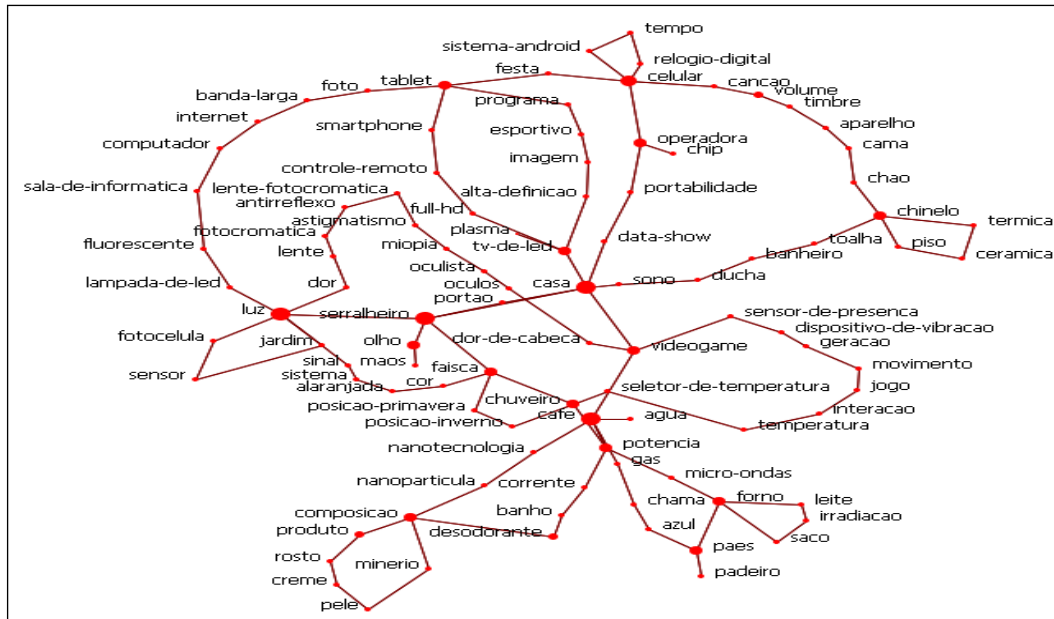 tempo
sistema-android
relogio-digital
festa
celular
tablet
foto
cancao
volume
banda-larga
programa
timbre
internet
smartphone
esportivo
operadora
aparelho
computador
chip
cama
imagem
controle-remoto
sala-de-informatica
lente-fotocromatica
alta-definicao
portabilidade
chao
antirreflexo
full-hd
chinelo
astigmatismo
termica
fotocromatica
plasma
data-show
toalha
piso
fluorescente
miopia
tv-de-led
banheiro
ceramica
lente
oculista
ducha
lampada-de-led
dor
oculos
casa
sono
portao
luz
serralheiro
sensor-de-presenca
fotocelula
jardim
olho
dor-de-cabeca
videogame
dispositivo-de-vibracao
geracao
sinal
maos
faisca
movimento
sensor
sistema
alaranjada
cor
seletor-de-temperatura
jogo
chuveiro
posicao-primavera
cafe
agua
interacao
posicao-inverno
temperatura
nanotecnologia
potencia
gas
micro-ondas
nanoparticula
corrente
chama
forno
leite
composicao
banho
irradiacao
produto
desodorante
azul
saco
rosto
minerio
paes
creme
padeiro
pele